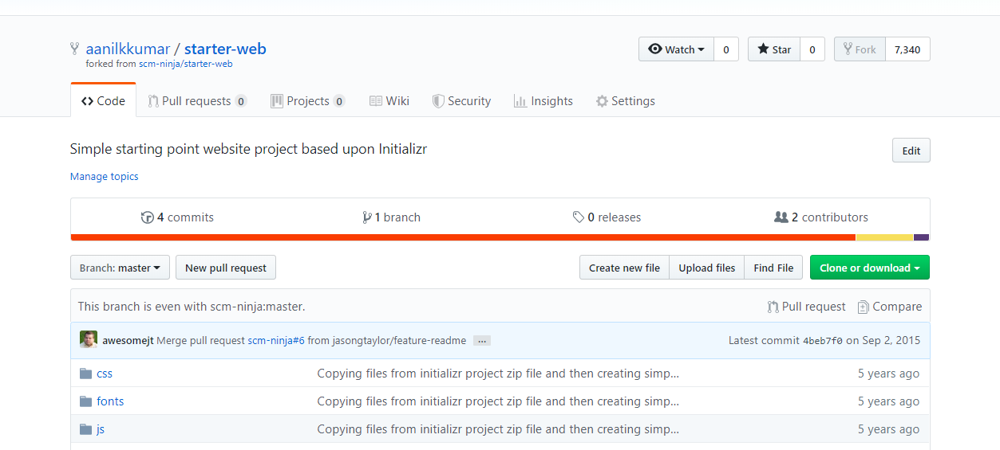 aanilkkumar / starter-web
forked from scm-ninja/starter-web
Watch 0 Star 0 Fork 7,340
Code Pull requests 0 Projects 0 Wiki Security Insights Settings
Simple starting point website project based upon Initializr
Edit
Manage topics
4 commits 1 branch 0 releases 2 contributors
Branch: master New pull request Create new file Upload files Find File Clone or download
This branch is even with scm-ninja:master. Pull request Compare
awesomejt Merge pull request scm-ninja#6 from jasongtaylor/feature-readme ... Latest commit 4beb7f0 on Sep 2, 2015
css Copying files from initializr project zip file and then creating simp... 5 years ago
fonts Copying files from initializr project zip file and then creating simp... 5 years ago
js Copying files from initializr project zip file and then creating simp... 5 years ago